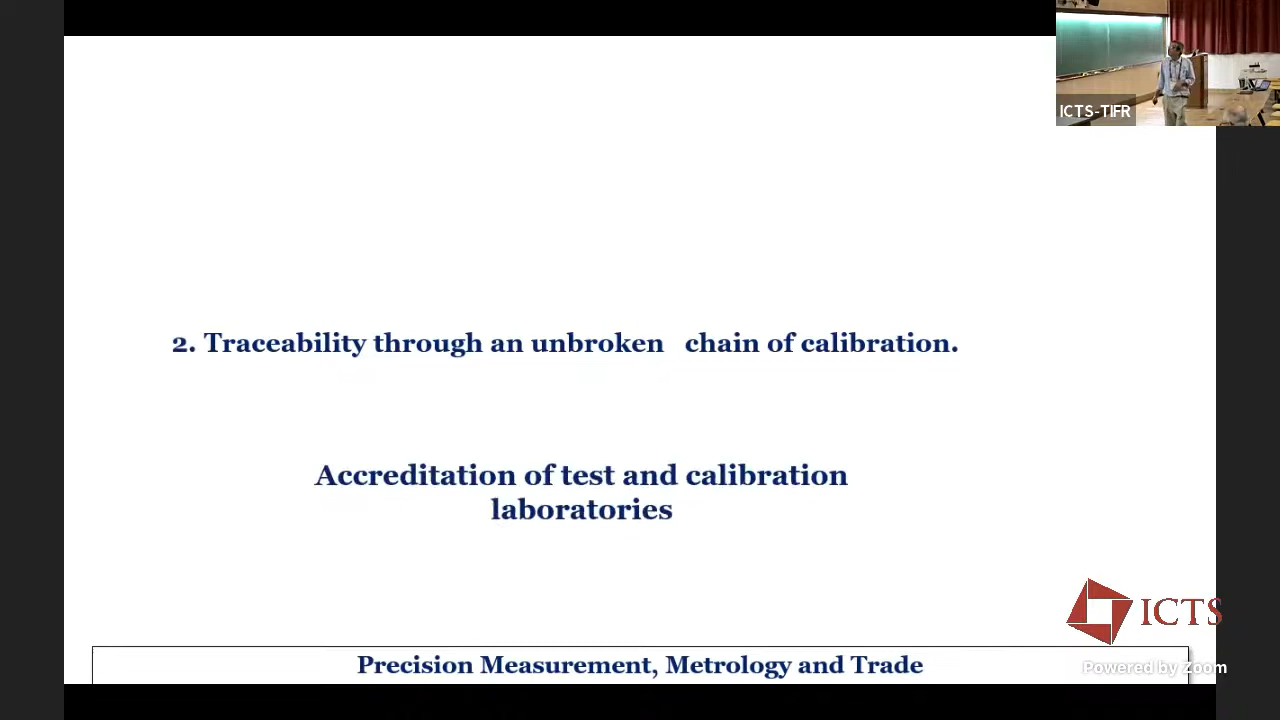 ICTS-TIFR
2. Traceability through an unbroken chain of calibration.
Accreditation of test and calibration
laboratories
ICTS
Precision Measurement, Metrology and Trade
Powered by Zoom